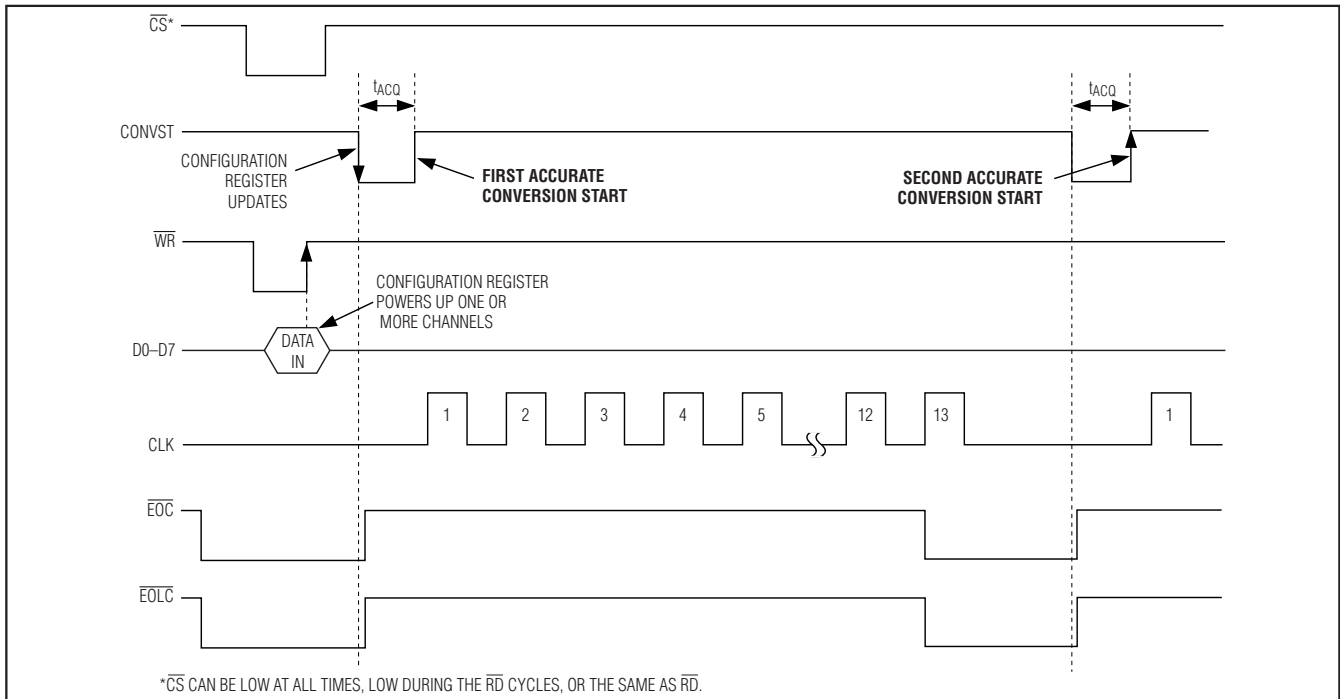 CS*
tACQ
tACQ
CONVST
CONFIGURATION
REGISTER
UPDATES
FIRST ACCURATE
CONVERSION START
SECOND ACCURATE
CONVERSION START
WR
CONFIGURATION REGISTER
POWERS UP ONE OR
MORE CHANNELS
D0–D7
DATA
IN
1 2 3 4 5 12 13 1
CLK
EOC
EOLC
*CS CAN BE LOW AT ALL TIMES, LOW DURING THE RD CYCLES, OR THE SAME AS RD.